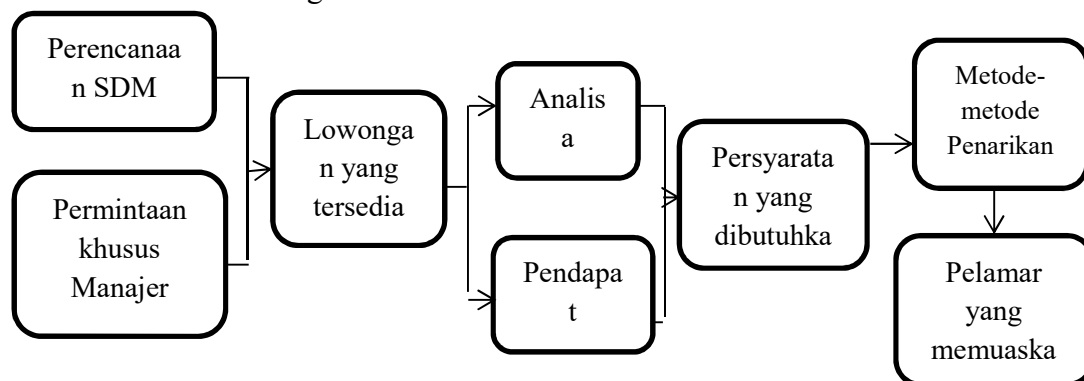 Perencanaa
n SDM
Permintaan
khusus
Manajer
Lowonga
n yang
tersedia
Analis
a
Pendapa
t
Persyarata
n yang
dibutuhka
Metode-
metode
Penarikan
Pelamar
yang
memuaska